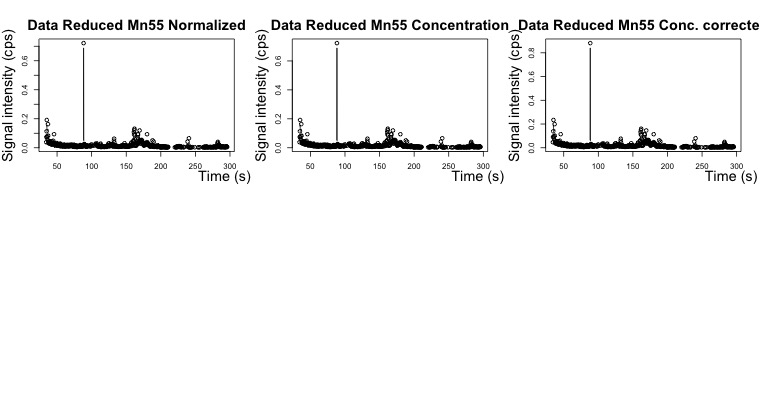 Data Reduced Mn55 Normalized
Signal intensity (cps)
0.0 0.2 0.4 0.6
50 100 150 200 250 300
Time (s)
Data Reduced Mn55 Concentration
Signal intensity (cps)
0.0 0.2 0.4 0.6
50 100 150 200 250 300
Time (s)
Data Reduced Mn55 Conc. correcte
Signal intensity (cps)
0.0 0.2 0.4 0.6 0.8
50 100 150 200 250 300
Time (s)